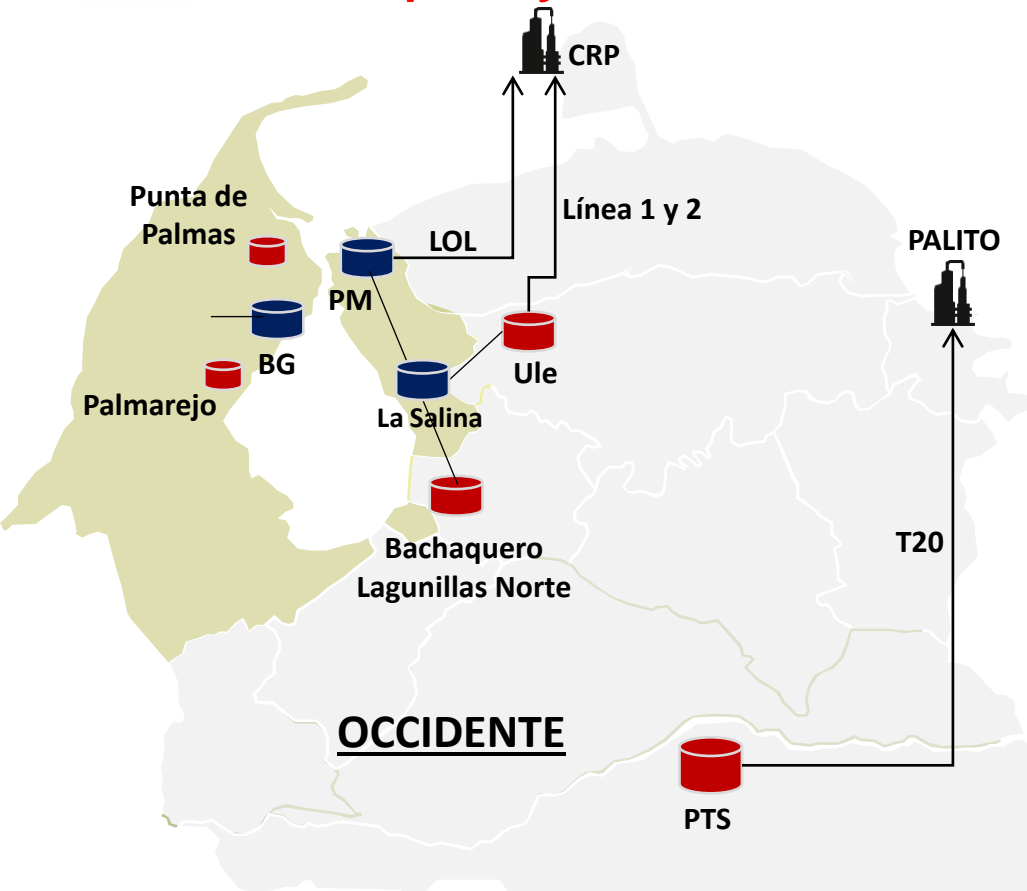 CRP
Punta de
Palmas
Línea 1 y 2
LOL
PALITO
PM
BG
Ule
Palmarejo
La Salina
T20
Bachaquero
Lagunillas Norte
OCCIDENTE
PTS